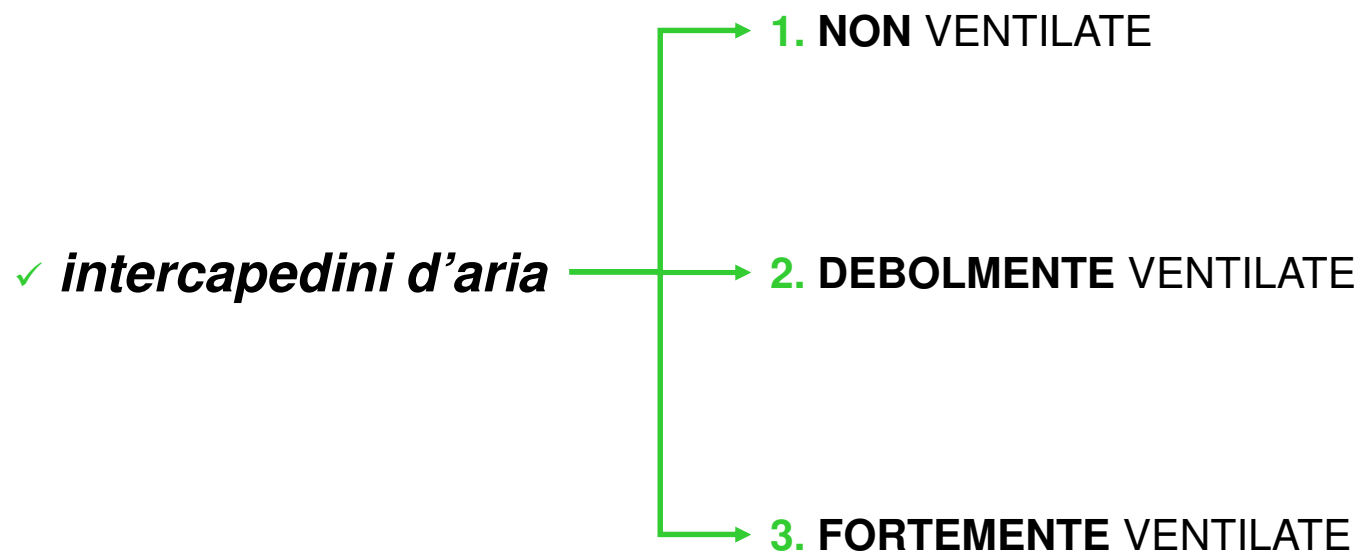 1. NON VENTILATE
✓ intercapedini d’aria
2. DEBOLMENTE VENTILATE
3. FORTEMENTE VENTILATE